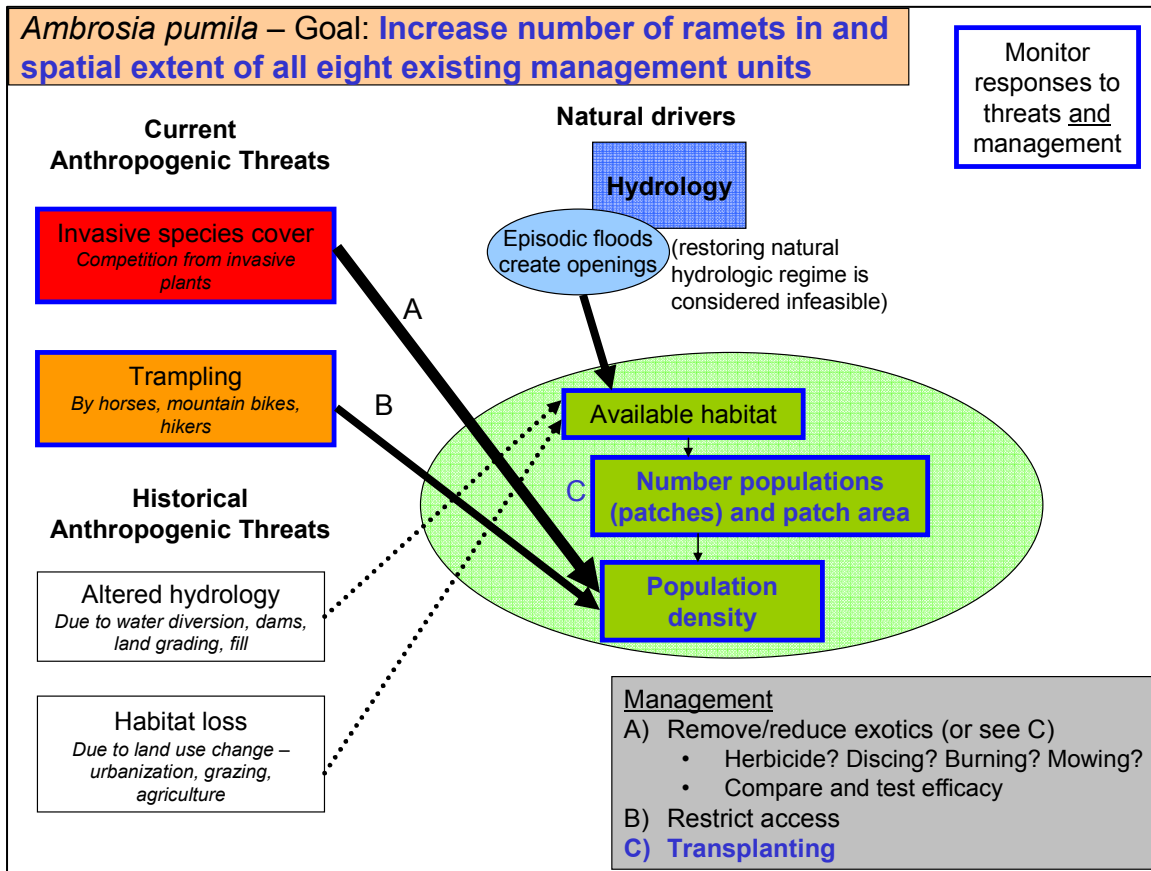 Ambrosia pumila – Goal: Increase number of ramets in and
spatial extent of all eight existing management units
Monitor
responses to
threats and
management
Current
Anthropogenic Threats
Natural drivers
Hydrology
Episodic floods
create openings
(restoring natural
hydrologic regime is
considered infeasible)
Invasive species cover
Competition from invasive
plants
A
Trampling
By horses, mountain bikes,
hikers
B
Available habitat
C
Number populations
(patches) and patch area
Population
density
Historical
Anthropogenic Threats
Altered hydrology
Due to water diversion, dams,
land grading, fill
Habitat loss
Due to land use change –
urbanization, grazing,
agriculture
Management
A) Remove/reduce exotics (or see C)
• Herbicide? Discing? Burning? Mowing?
• Compare and test efficacy
B) Restrict access
C) Transplanting